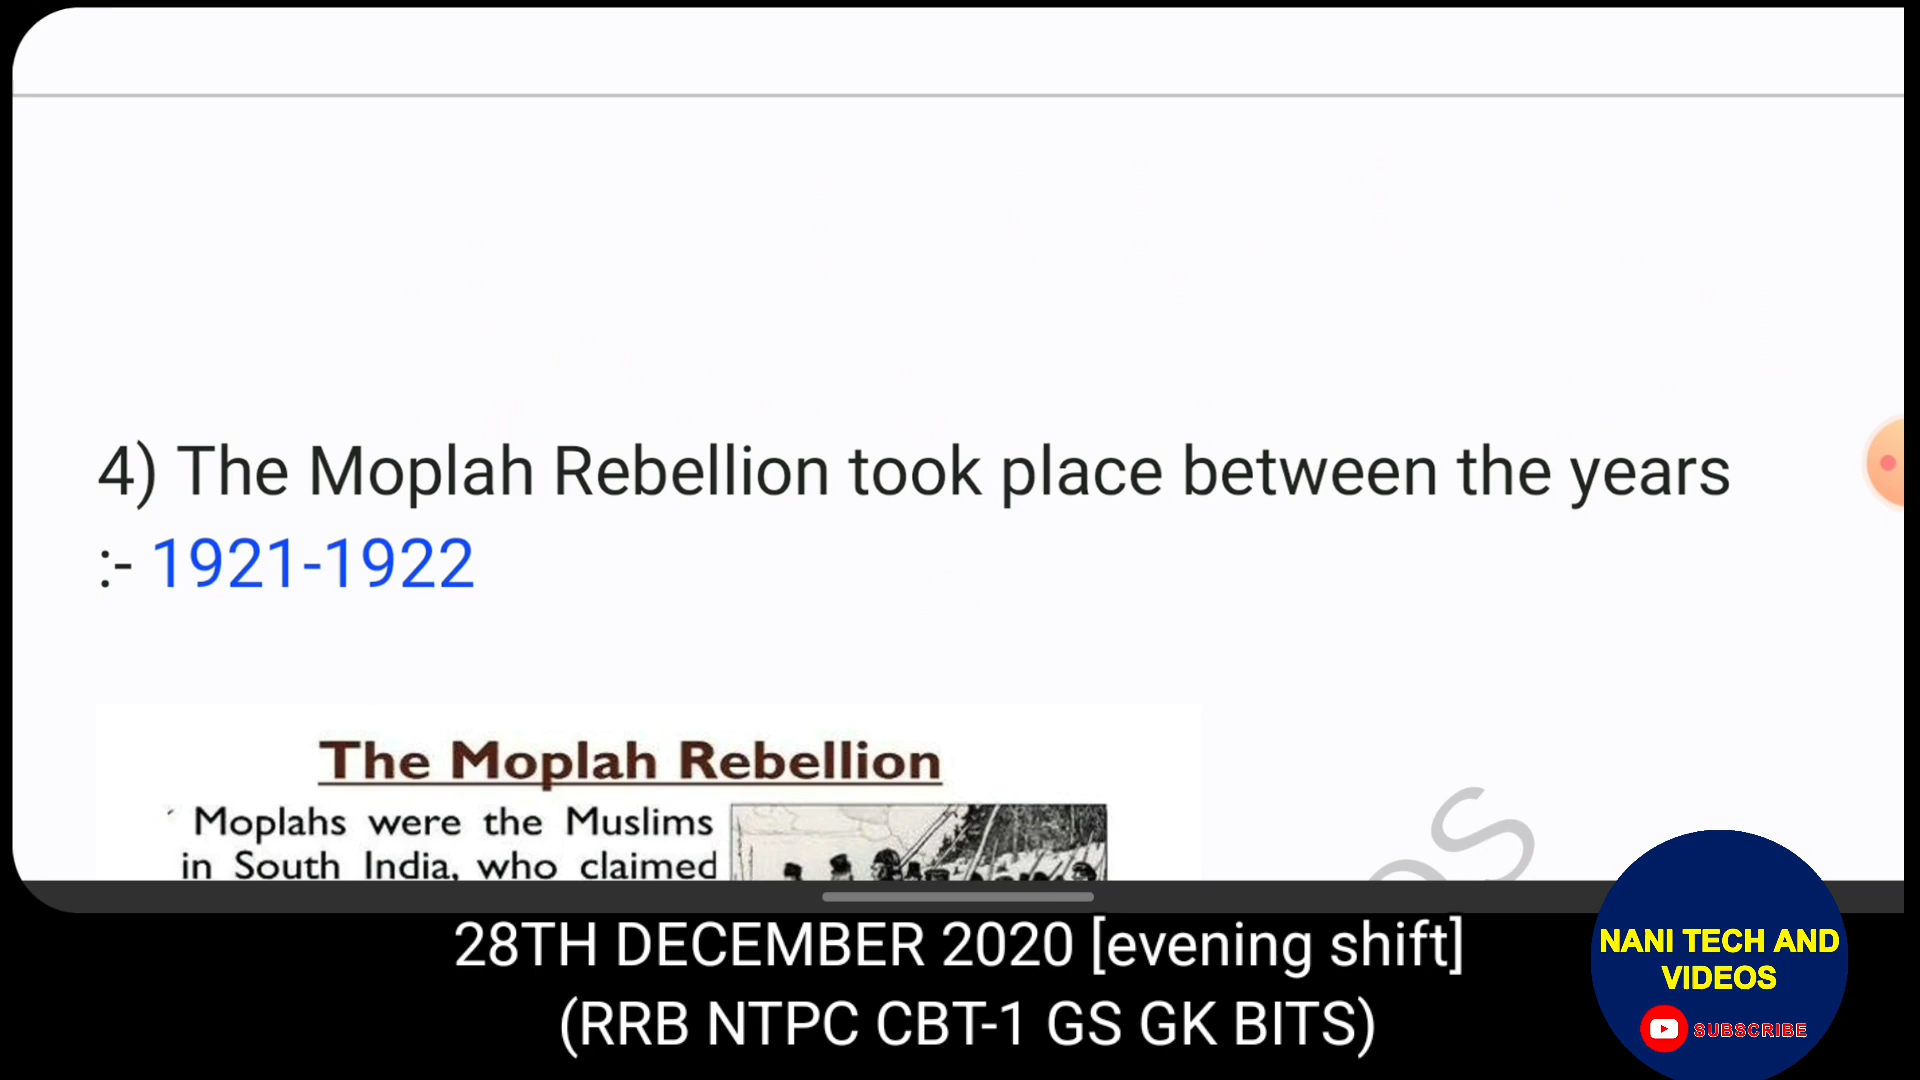 4) The Moplah Rebellion took place between the years
:- 1921-1922
The Moplah Rebellion
Moplahs were the Muslims
in South India, who claimed
OS
28TH DECEMBER 2020 [evening shift]
(RRB NTPC CBT-1 GS GK BITS)
NANI TECH AND
VIDEOS
SUBSCRIBE